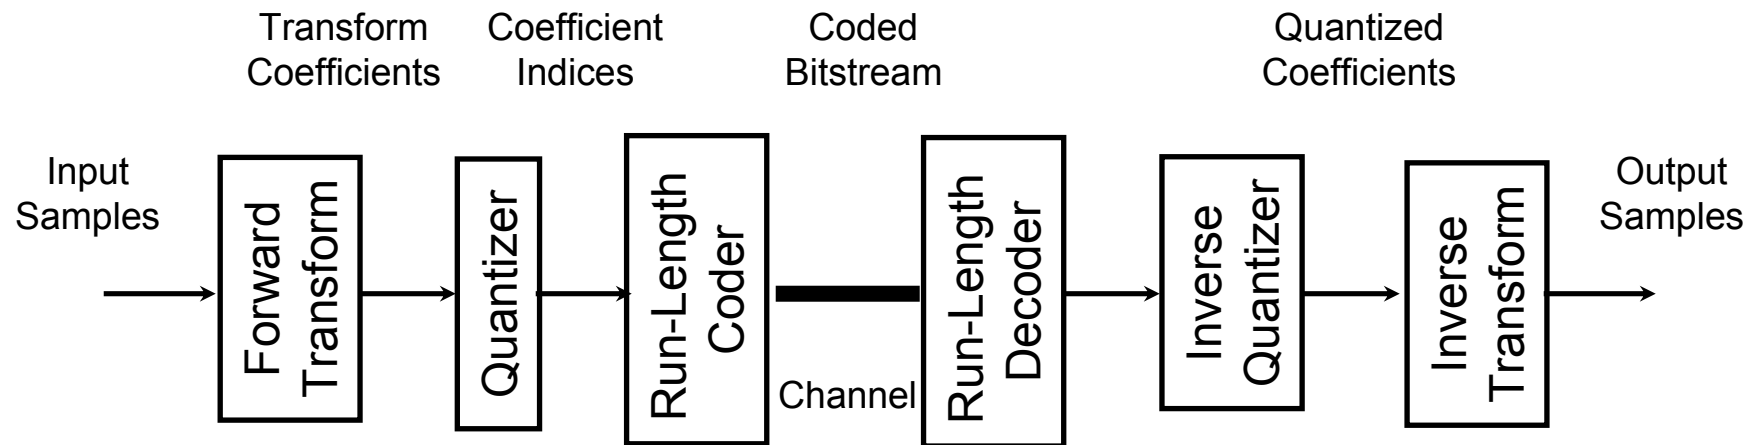 Transform
Coefficients
Coefficient
Indices
Coded
Bitstream
Quantized
Coefficients
Input
Samples
Forward
Transform
Quantizer
Run-Length
Coder
Channel
Run-Length
Decoder
Inverse
Quantizer
Inverse
Transform
Output
Samples